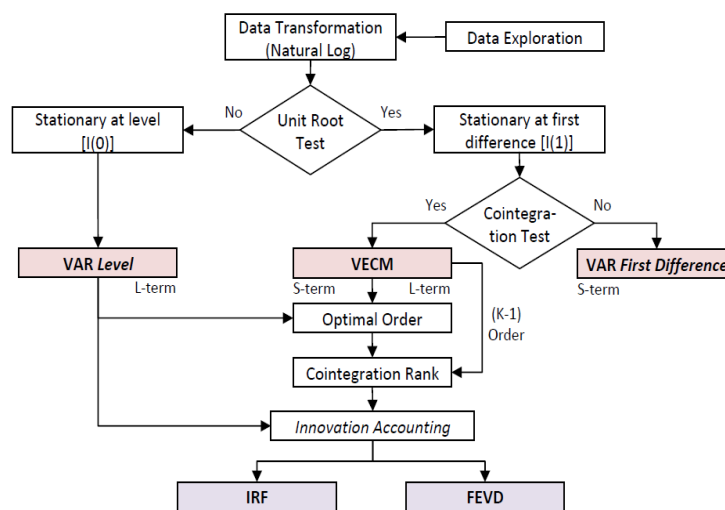 Data Transformation
(Natural Log)
Data Exploration
No
Yes
Stationary at level
[I(0)]
Unit Root
Test
Stationary at first
difference [I(1)]
Yes
Cointegra-
tion Test
No
VAR Level
VECM
VAR First Difference
L-term
S-term
L-term
S-term
(K-1)
Order
Optimal Order
Cointegration Rank
Innovation Accounting
IRF
FEVD